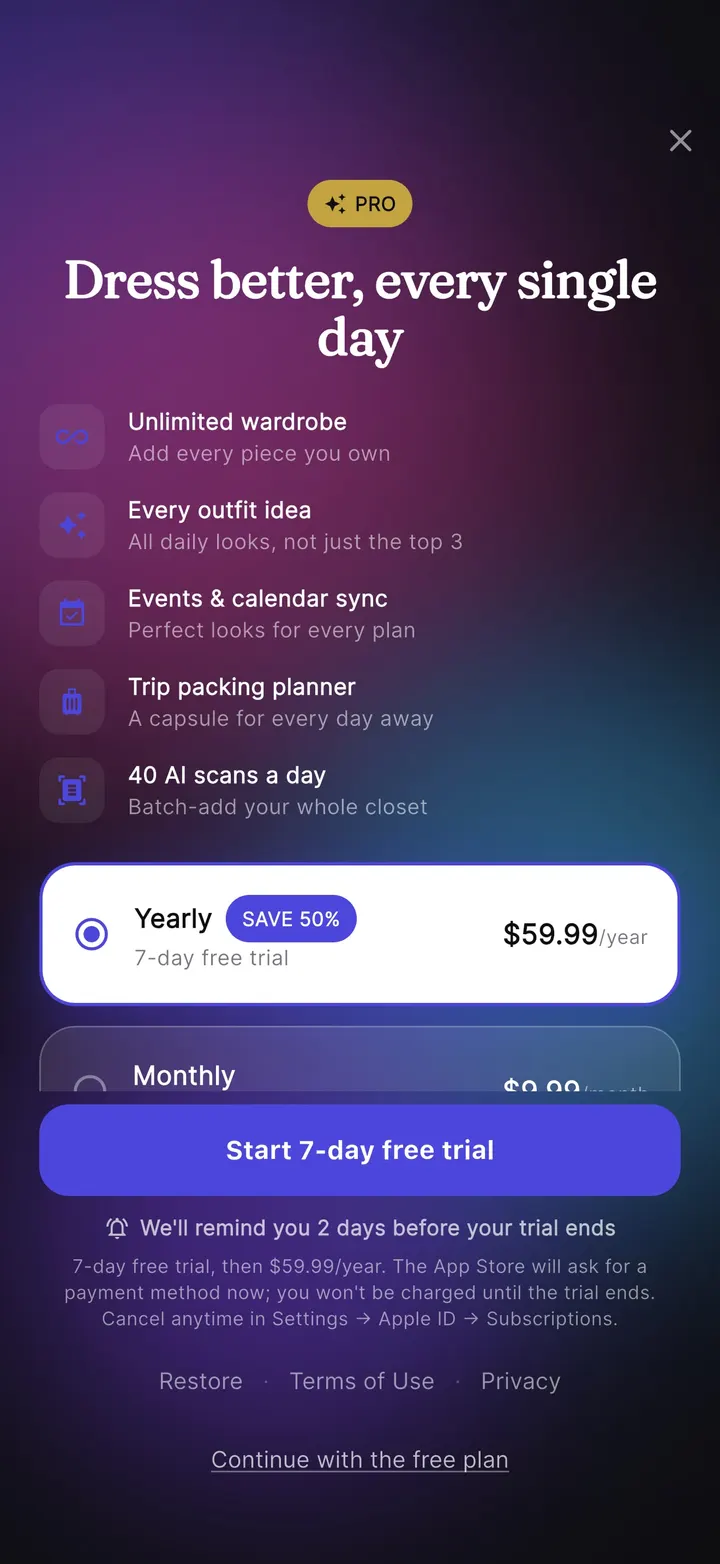 PRO
Dress better, every single
day
Unlimited wardrobe
Add every piece you own
Every outfit idea
All daily looks, not just the top 3
Events & calendar sync
Perfect looks for every plan
Trip packing planner
A capsule for every day away
40 AI scans a day
Batch-add your whole closet
Yearly SAVE 50%
7-day free trial
$59.99/year
Monthly
$9.99/month
Start 7-day free trial
We'll remind you 2 days before your trial ends
7-day free trial, then $59.99/year. The App Store will ask for a
payment method now; you won't be charged until the trial ends.
Cancel anytime in Settings → Apple ID → Subscriptions.
Restore · Terms of Use · Privacy
Continue with the free plan